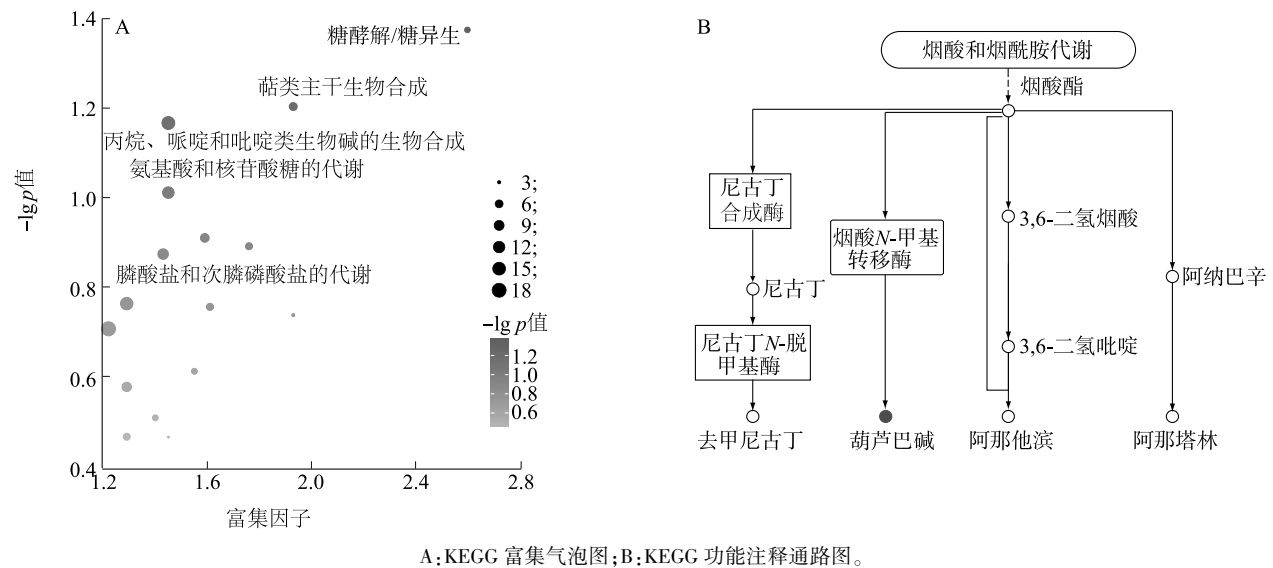 A
1.4
1.2
1.0
0.8
0.6
0.4
-lg p值
糖酵解/糖异生
萜类主干生物合成
丙烷、哌啶和吡啶类生物碱的生物合成
氨基酸和核苷酸糖的代谢
膦酸盐和次膦磷酸盐的代谢
3;
6;
9;
12;
15;
18
-lg p值
1.2
1.0
0.8
0.6
1.2
1.6
2.0
2.4
2.8
富集因子
B
烟酸和烟酰胺代谢
烟酸酯
尼古丁
合成酶
烟酸N-甲基
转移酶
3,6-二氢烟酸
阿纳巴辛
尼古丁
尼古丁N-脱
甲基酶
3,6-二氢吡啶
去甲尼古丁
葫芦巴碱
阿那他滨
阿那塔林
A:KEGG 富集气泡图;B:KEGG 功能注释通路图。